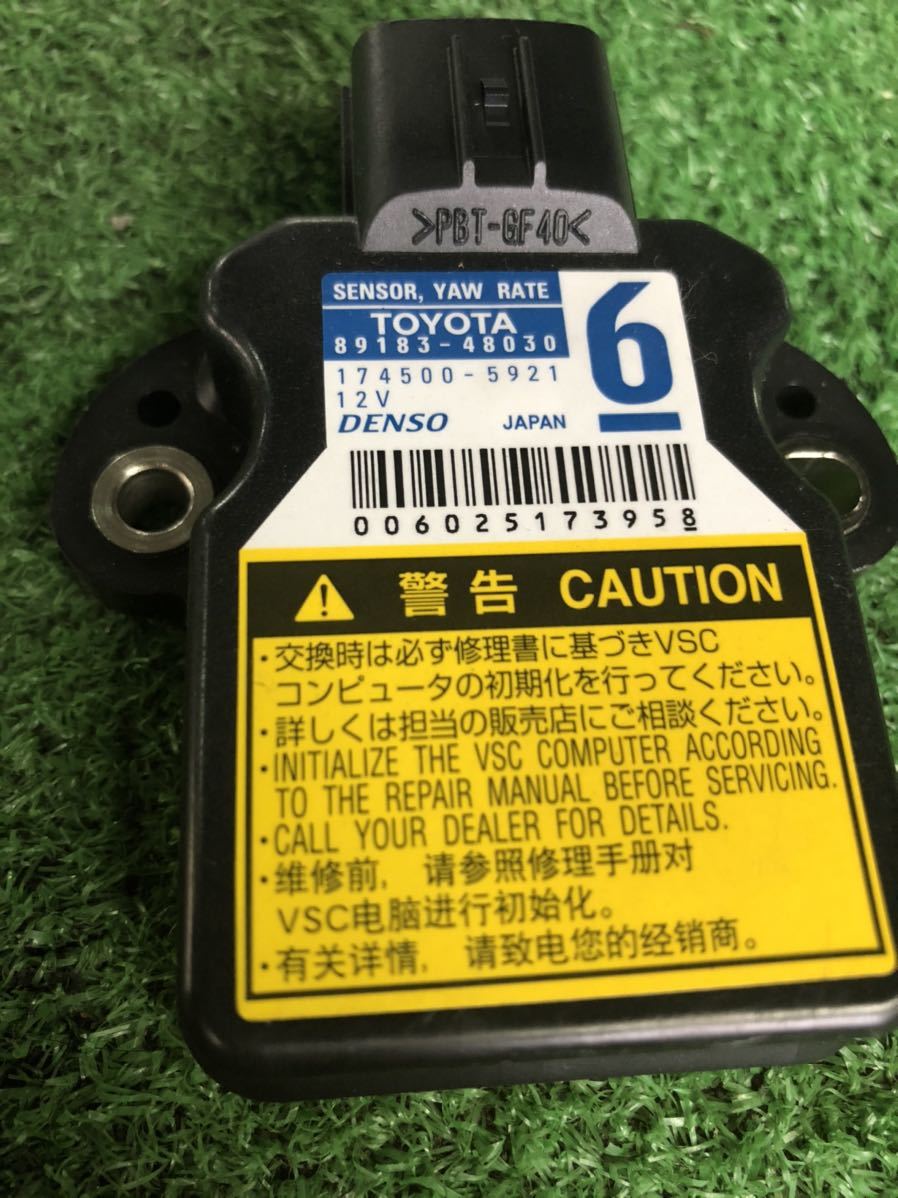 >PBT-GF40<
SENSOR, YAW RATE
TOYOTA
89183-48030
6
174500-5921
12V
DENSO JAPAN
006025173958
警告 CAUTION
・交換時は必ず修理書に基づきVSC
コンピュータの初期化を行ってください。
・詳しくは担当の販売店にご相談ください。
・INITIALIZE THE VSC COMPUTER ACCORDING
TO THE REPAIR MANUAL BEFORE SERVICING.
・CALL YOUR DEALER FOR DETAILS.
・维修前，请参照修理手册对
VSC电脑进行初始化。
・有关详情，请致电您的经销商。